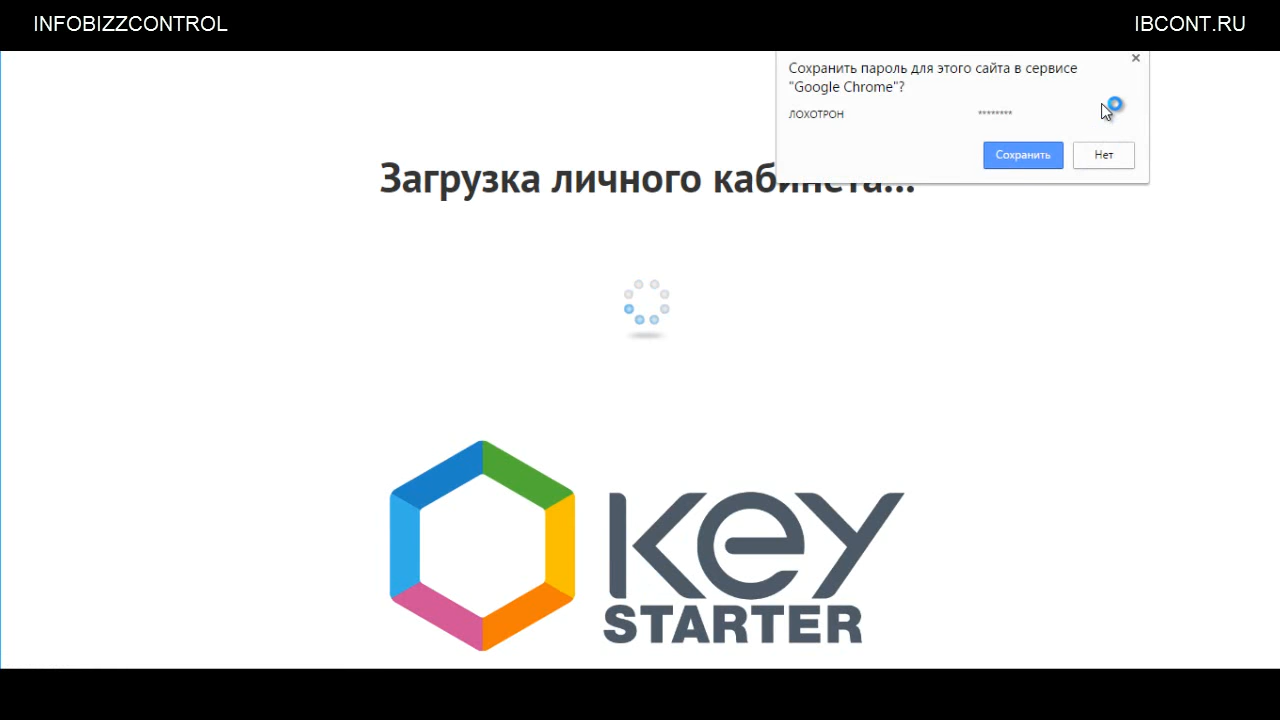 INFOBIZZCONTROL
IBCONT.RU
Сохранить пароль для этого сайта в сервисе
"Google Chrome"?
ЛОХОТРОН ********
Сохранить Нет
Загрузка личного кабинета...
Key
STARTER